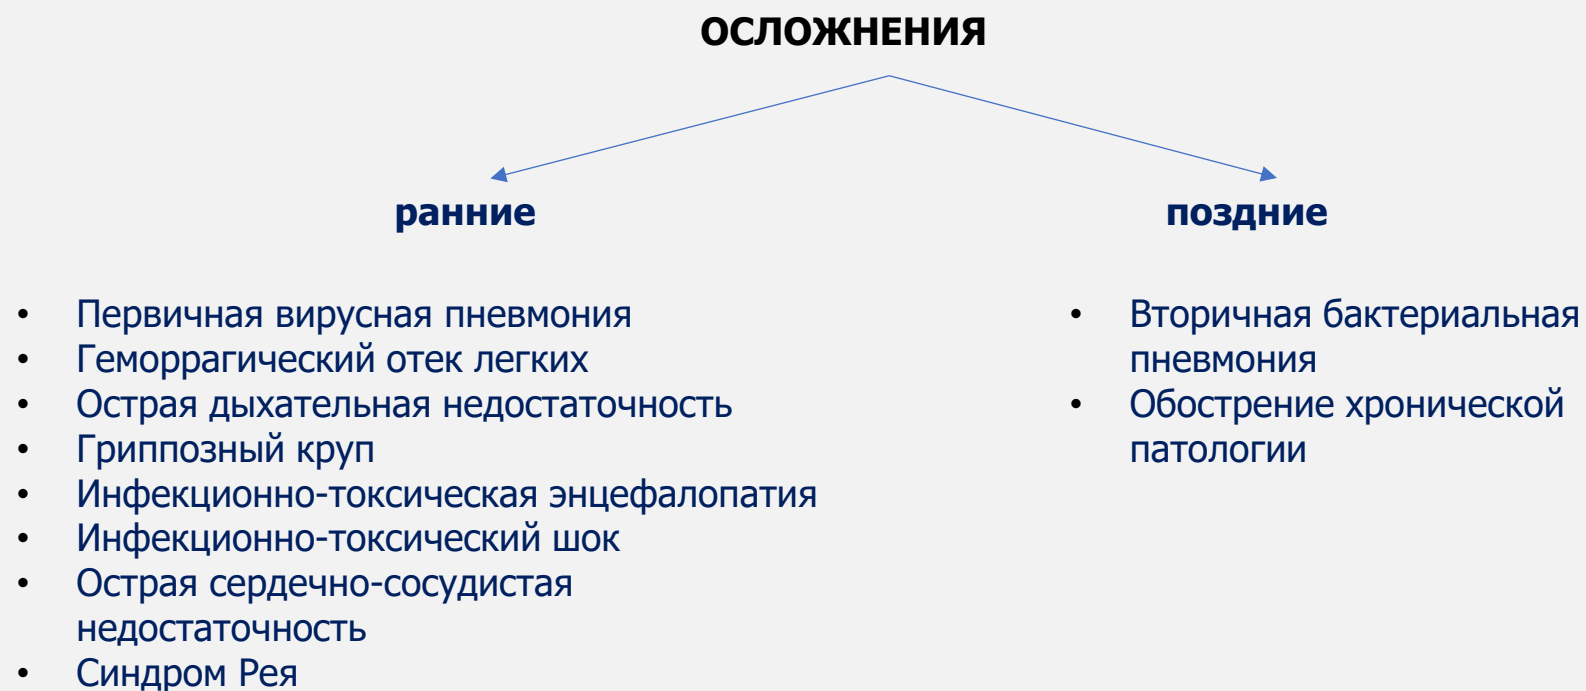 ОСЛОЖНЕНИЯ
ранние
• Первичная вирусная пневмония
• Геморрагический отек легких
• Острая дыхательная недостаточность
• Гриппозный круп
• Инфекционно-токсическая энцефалопатия
• Инфекционно-токсический шок
• Острая сердечно-сосудистая
недостаточность
• Синдром Рея
поздние
• Вторичная бактериальная
пневмония
• Обострение хронической
патологии